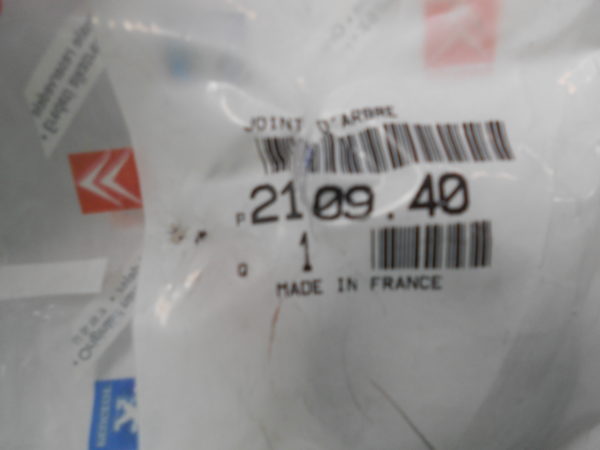 JOINT D'ARBRE
P 2109.40
Q 1
MADE IN FRANCE